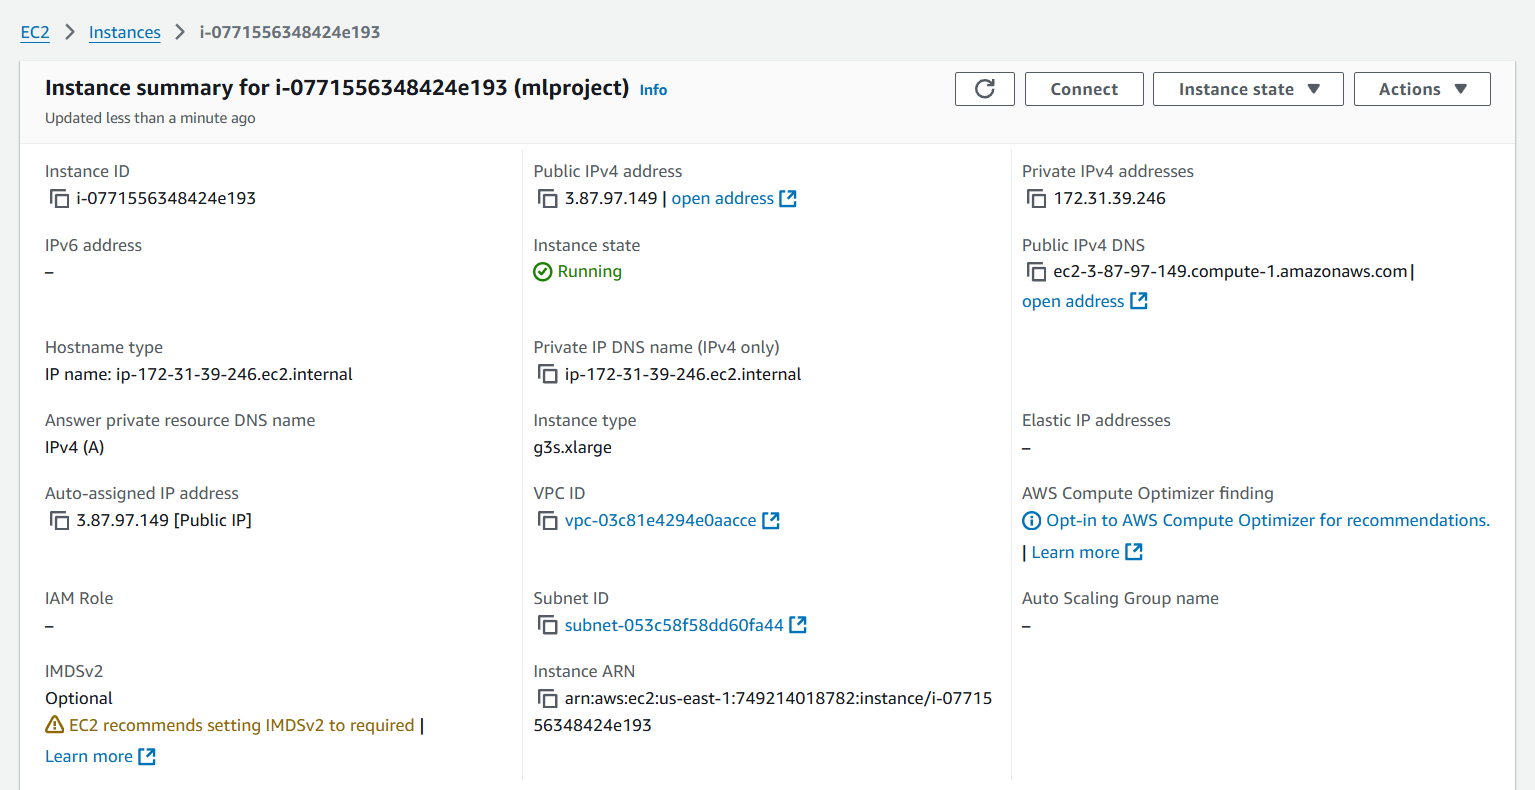 EC2 > Instances > i-0771556348424e193
Instance summary for i-0771556348424e193 (mlproject) Info
Updated less than a minute ago
Connect
Instance state
Actions
Instance ID
i-0771556348424e193
Public IPv4 address
3.87.97.149 | open address
Private IPv4 addresses
172.31.39.246
IPv6 address
–
Instance state
Running
Public IPv4 DNS
ec2-3-87-97-149.compute-1.amazonaws.com |
open address
Hostname type
IP name: ip-172-31-39-246.ec2.internal
Private IP DNS name (IPv4 only)
ip-172-31-39-246.ec2.internal
Answer private resource DNS name
IPv4 (A)
Instance type
g3s.xlarge
Elastic IP addresses
–
Auto-assigned IP address
3.87.97.149 [Public IP]
VPC ID
vpc-03c81e4294e0aacce
AWS Compute Optimizer finding
Opt-in to AWS Compute Optimizer for recommendations.
| Learn more
IAM Role
–
Subnet ID
subnet-053c58f58dd60fa44
Auto Scaling Group name
–
IMDSv2
Optional
EC2 recommends setting IMDSv2 to required |
Learn more
Instance ARN
arn:aws:ec2:us-east-1:749214018782:instance/i-07715
56348424e193